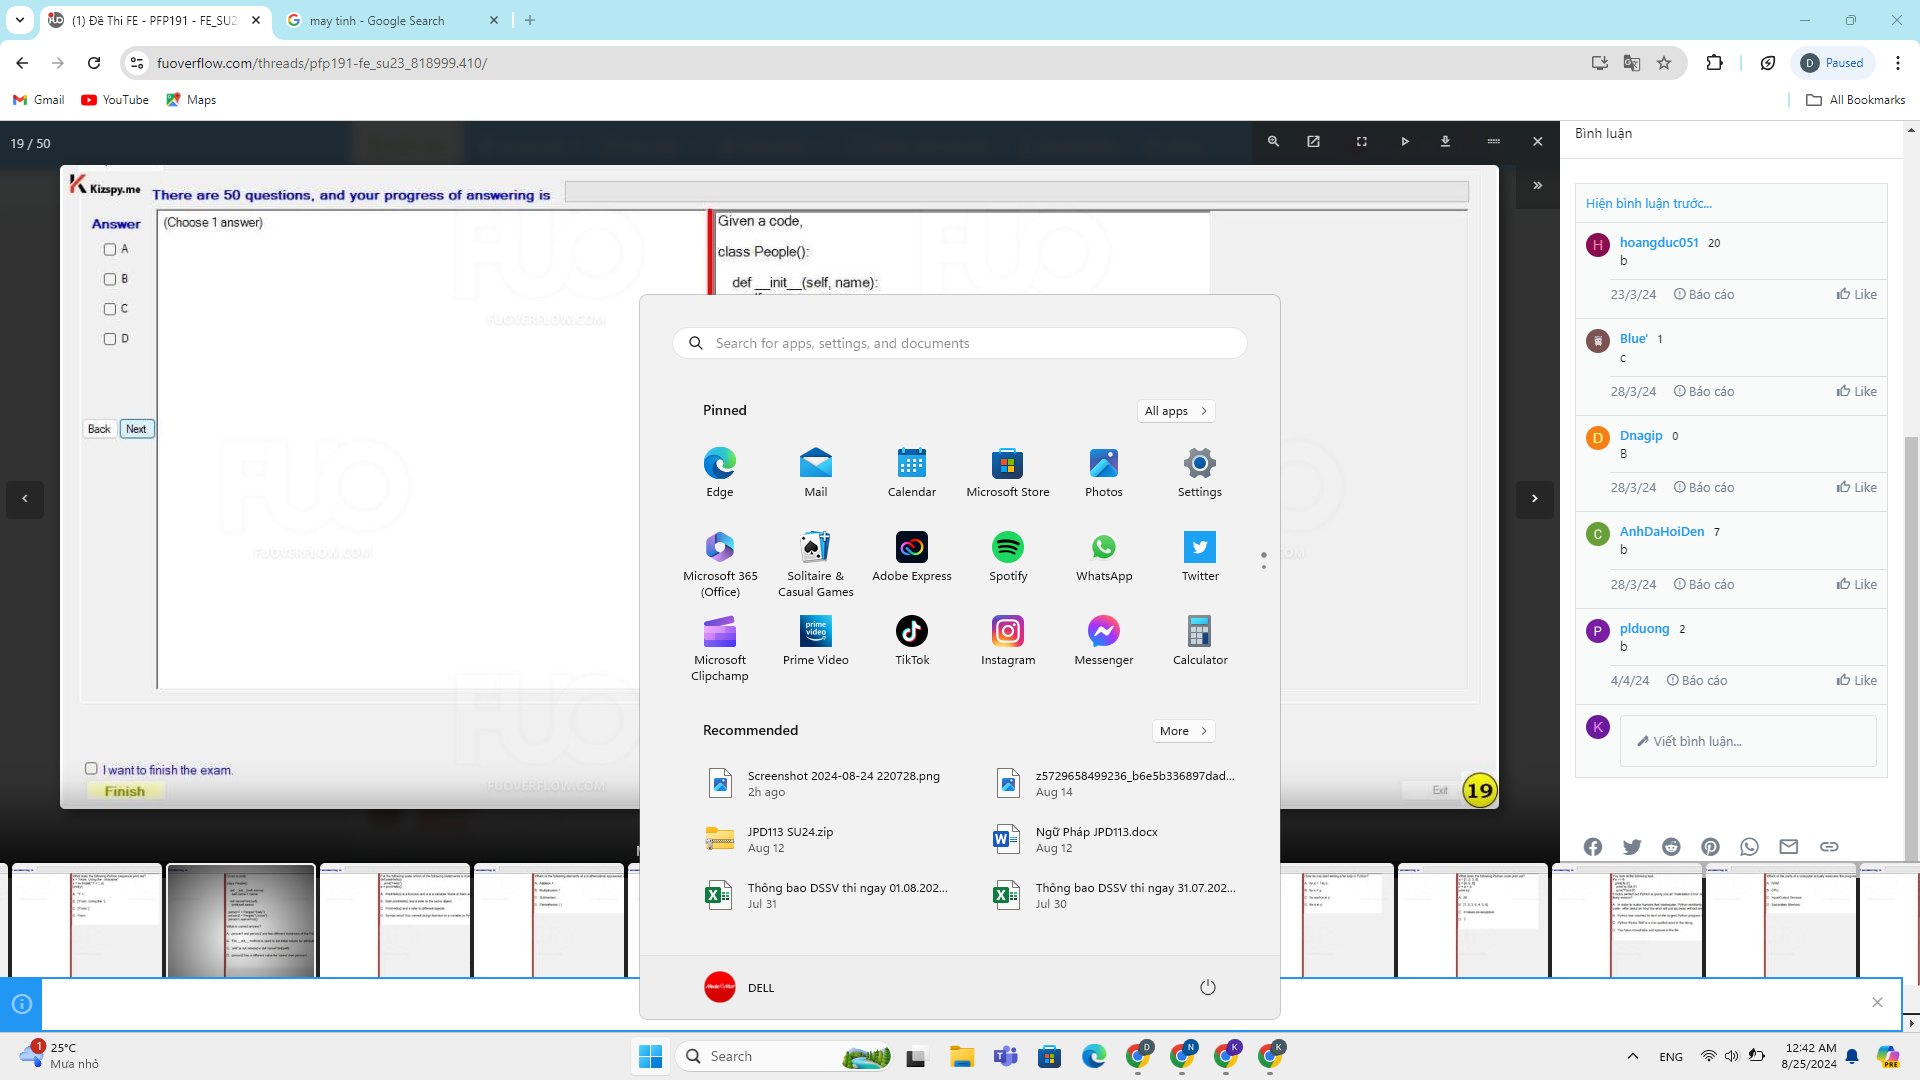 (1) Đề Thi FE - PFP191 - FE_SU2
may tinh - Google Search
fuoverflow.com/threads/pfp191-fe_su23_818999.410/
D
Paused
Gmail
YouTube
Maps
All Bookmarks
19 / 50
Kizspy.me
There are 50 questions, and your progress of answering is
Answer
A
B
C
D
Back
Next
(Choose 1 answer)
Given a code,
class People():
def __init__(self, name):
FUOVERFLOW.COM
FUOVERFLOW.COM
FUOVERFLOW.COM
I want to finish the exam.
Finish
Exit
19
Search for apps, settings, and documents
Pinned
All apps
Edge
Mail
Calendar
Microsoft Store
Photos
Settings
Microsoft 365
(Office)
Solitaire &
Casual Games
Adobe Express
Spotify
WhatsApp
Twitter
Microsoft
Clipchamp
prime
video
Prime Video
TikTok
Instagram
Messenger
Calculator
Recommended
More
Screenshot 2024-08-24 220728.png
2h ago
z5729658499236_b6e5b336897dad...
Aug 14
JPD113 SU24.zip
Aug 12
Ngữ Pháp JPD113.docx
Aug 12
Thông bao DSSV thi ngay 01.08.202...
Jul 31
Thông bao DSSV thi ngay 31.07.202...
Jul 30
DELL
Bình luận
Hiện bình luận trước...
H
hoangduc051 20
b
23/3/24 Báo cáo Like
Blue' 1
c
28/3/24 Báo cáo Like
D
Dnagip 0
B
28/3/24 Báo cáo Like
C
AnhDaHoiDen 7
b
28/3/24 Báo cáo Like
P
plduong 2
b
4/4/24 Báo cáo Like
K
Viết bình luận...
1
25°C
Mưa nhỏ
Search
D
N
K
K
ENG
12:42 AM
8/25/2024
PRE